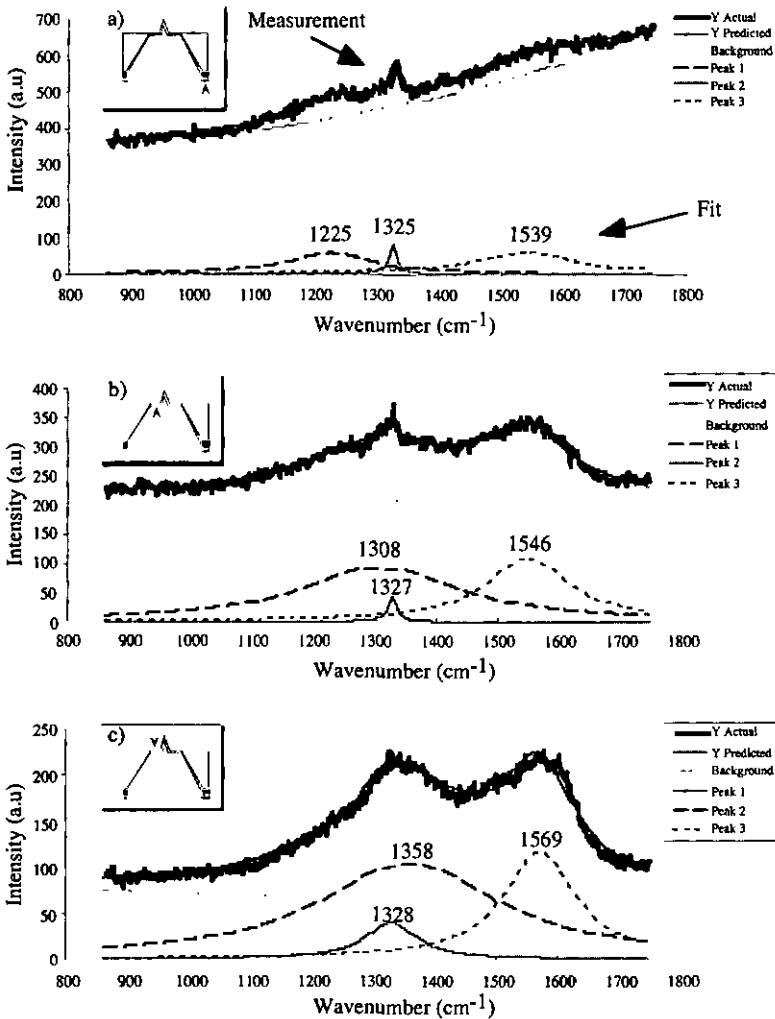 a)
Measurement
Y Actual
Y Predicted
Background
Peak 1
Peak 2
Peak 3
700
600
500
400
300
200
100
0
Intensity (a.u)
A
1225
1325
1539
Fit
800 900 1000 1100 1200 1300 1400 1500 1600 1700 1800
Wavenumber (cm-1)
b)
Y Actual
Y Predicted
Background
Peak 1
Peak 2
Peak 3
400
350
300
250
200
150
100
50
0
Intensity (a.u)
A
1308
1327
1546
800 900 1000 1100 1200 1300 1400 1500 1600 1700 1800
Wavenumber (cm-1)
c)
Y Actual
Y Predicted
Background
Peak 1
Peak 2
Peak 3
250
200
150
100
50
0
Intensity (a.u)
1358
1328
1569
800 900 1000 1100 1200 1300 1400 1500 1600 1700 1800
Wavenumber (cm-1)